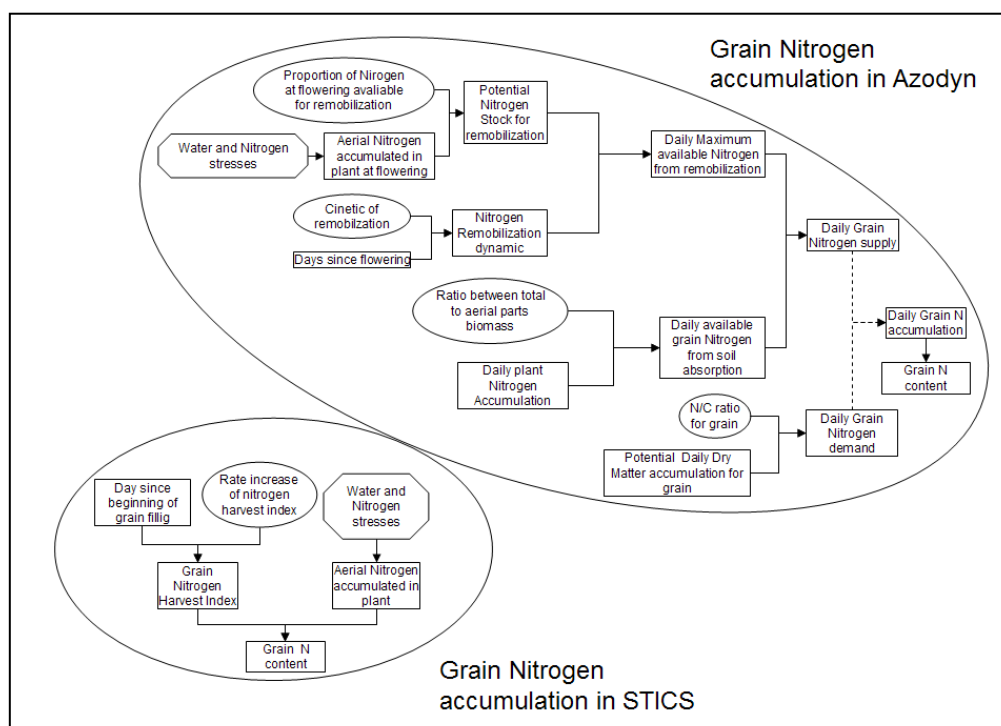 Grain Nitrogen
accumulation in Azodyn
Proportion of Nirogen
at flowering avaliable
for remobilization
Potential
Nitrogen
Stock for
remobilization
Water and Nitrogen
stresses
Aerial Nitrogen
accumulated in
plant at flowering
Daily Maximum
available Nitrogen
from remobilization
Cinetic of
remobilzation
Nitrogen
Remobilization
dynamic
Days since flowering
Daily Grain
Nitrogen supply
Ratio between total
to aerial parts
biomass
Daily available
grain Nitrogen
from soil
absorption
Daily plant
Nitrogen
Accumulation
Daily Grain N
accumulation
Grain N
content
N/C ratio
for grain
Daily Grain
Nitrogen
demand
Potential Daily Dry
Matter accumulation for
grain
Day since
beginning of
grain fillig
Rate increase
of nitrogen
harvest index
Water and
Nitrogen
stresses
Grain
Nitrogen
Harvest Index
Aerial Nitrogen
accumulated in
plant
Grain N
content
Grain Nitrogen
accumulation in STICS